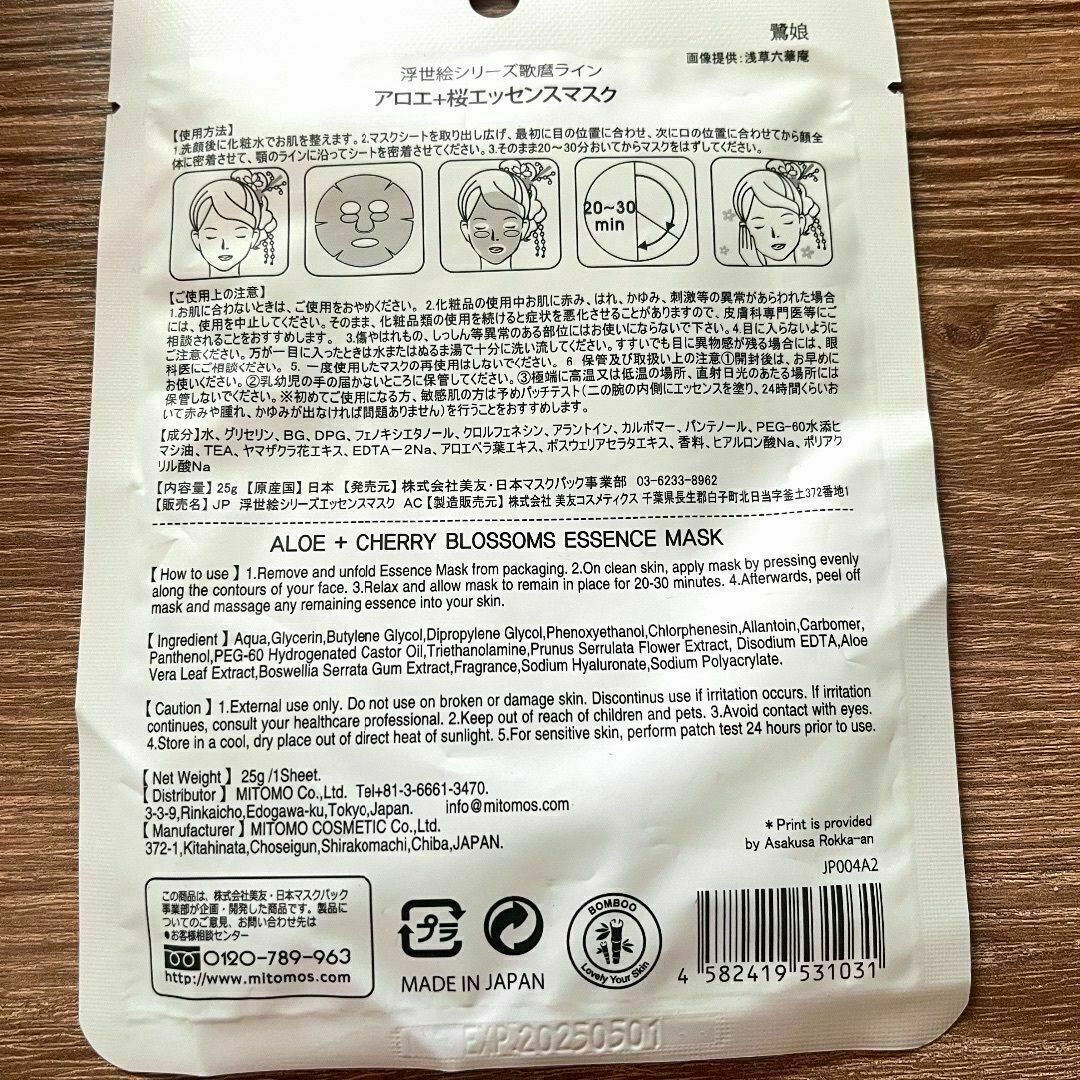 鷺娘
画像提供:浅草六華庵
浮世絵シリーズ歌麿ライン
アロエ+桜エッセンスマスク
【使用方法】
1.洗顔後に化粧水でお肌を整えます。2.マスクシートを取り出し広げ、最初に目の位置に合わせ、次に口の位置に合わせてから顔全
体に密着させて、顎のラインに沿ってシートを密着させてください。3.そのまま20~30分おいてからマスクをはずしてください。
20~30
min
【ご使用上の注意】
1.お肌に合わないときは、ご使用をおやめください。2.化粧品の使用中お肌に赤み、はれ、かゆみ、刺激等の異常があらわれた場合
には、使用を中止してください。そのまま、化粧品類の使用を続けると症状を悪化させることがありますので、皮膚科専門医等にご
相談されることをおすすめします。 3.傷やはれもの、しっしん等異常のある部位にはお使いにならないで下さい。4.目に入らないように
ご注意ください。万が一目に入ったときは水またはぬるま湯で十分に洗い流してください。すすいでも目に異物感が残る場合には、眼
科医にご相談ください。5. 一度使用したマスクの再使用はしないでください。 6. 保管及び取扱い上の注意①開封後は、お早めに
お使いください。②乳幼児の手の届かないところに保管してください。③極端に高温又は低温の場所、直射日光のあたる場所には
保管しないでください。※初めてご使用になる方、敏感肌の方は予めパッチテスト(二の腕の内側にエッセンスを塗り、24時間くらいお
いて赤みや腫れ、かゆみが出なければ問題ありません)を行うことをおすすめします。
【成分】水、グリセリン、BG、DPG、フェノキシエタノール、クロルフェネシン、アラントイン、カルボマー、パンテノール、PEG-60水添ヒ
マシ油、TEA、ヤマザクラ花エキス、EDTA-2Na、アロエベラ葉エキス、ボスウェリアセラタエキス、香料、ヒアルロン酸Na、ポリアク
リル酸Na
【内容量】25g 【原産国】日本 【発売元】株式会社美友・日本マスクパック事業部 03-6233-8962
【販売名】JP 浮世絵シリーズエッセンスマスク AC【製造販売元】株式会社 美友コスメティクス 千葉県長生郡白子町北日当字釜土372番地1
ALOE + CHERRY BLOSSOMS ESSENCE MASK
【 How to use 】1.Remove and unfold Essence Mask from packaging. 2.On clean skin, apply mask by pressing evenly
along the contours of your face. 3.Relax and allow mask to remain in place for 20-30 minutes. 4.Afterwards, peel off
mask and massage any remaining essence into your skin.
【 Ingredient 】Aqua,Glycerin,Butylene Glycol,Dipropylene Glycol,Phenoxyethanol,Chlorphenesin,Allantoin,Carbomer,
Panthenol,PEG-60 Hydrogenated Castor Oil,Triethanolamine,Prunus Serrulata Flower Extract, Disodium EDTA,Aloe
Vera Leaf Extract,Boswellia Serrata Gum Extract,Fragrance,Sodium Hyaluronate,Sodium Polyacrylate.
【 Caution 】1.External use only. Do not use on broken or damage skin. Discontinus use if irritation occurs. If irritation
continues, consult your healthcare professional. 2.Keep out of reach of children and pets. 3.Avoid contact with eyes.
4.Store in a cool, dry place out of direct heat of sunlight. 5.For sensitive skin, perform patch test 24 hours prior to use.
【 Net Weight 】 25g /1Sheet.
【 Distributor 】 MITOMO Co.,Ltd. Tel+81-3-6661-3470.
3-3-9,Rinkaicho,Edogawa-ku,Tokyo,Japan. info@mitomos.com
【 Manufacturer 】MITOMO COSMETIC Co.,Ltd.
372-1,Kitahinata,Choseigun,Shirakomachi,Chiba,JAPAN.
*Print is provided
by Asakusa Rokka-an
JP004A2
この商品は、株式会社美友・日本マスクパック
事業部が企画・開発した商品です。製品に
ついてのご意見、お問い合わせ先は
●お客様相談センター
0120-789-963
http://www.mitomos.com
プラ
MADE IN JAPAN
BOMBOO
Lovely Your Skin
4 582419 531031
EXP.20250501